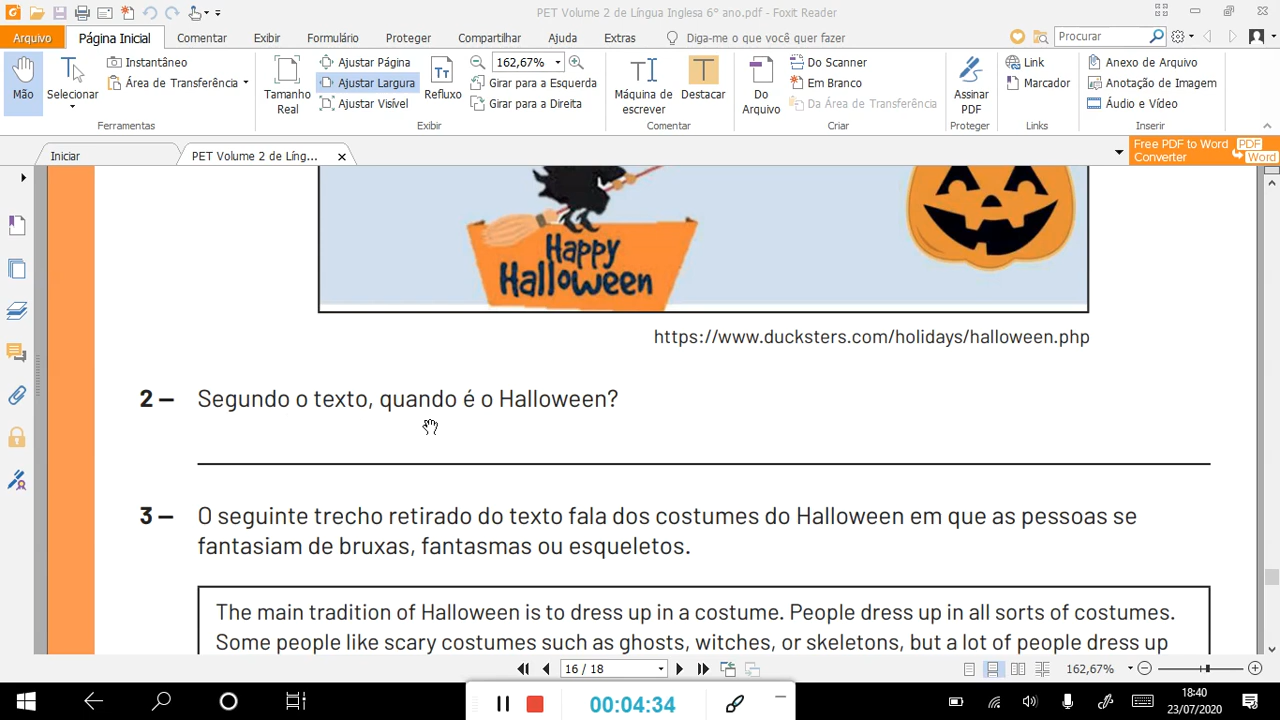 PET Volume 2 de Língua Inglesa 6° ano.pdf - Foxit Reader
Arquivo
Página Inicial
Comentar
Exibir
Formulário
Proteger
Compartilhar
Ajuda
Extras
Diga-me o que você quer fazer
Procurar
Mão
Selecionar
Instantâneo
Área de Transferência
Ferramentas
Tamanho Real
Ajustar Página
Ajustar Largura
Ajustar Visível
Refluxo
162,67%
Girar para a Esquerda
Girar para a Direita
Exibir
Máquina de escrever
Destacar
Comentar
Do Arquivo
Do Scanner
Em Branco
Da Área de Transferência
Criar
Assinar PDF
Proteger
Link
Marcador
Links
Anexo de Arquivo
Anotação de Imagem
Áudio e Vídeo
Inserir
Iniciar
PET Volume 2 de Líng...
Free PDF to Word
Converter
PDF
Word
Happy
Halloween
https://www.ducksters.com/holidays/halloween.php
2 – Segundo o texto, quando é o Halloween?
3 – O seguinte trecho retirado do texto fala dos costumes do Halloween em que as pessoas se
fantasiam de bruxas, fantasmas ou esqueletos.
The main tradition of Halloween is to dress up in a costume. People dress up in all sorts of costumes.
Some people like scary costumes such as ghosts, witches, or skeletons, but a lot of people dress up
16 / 18
162,67%
00:04:34
18:40
23/07/2020